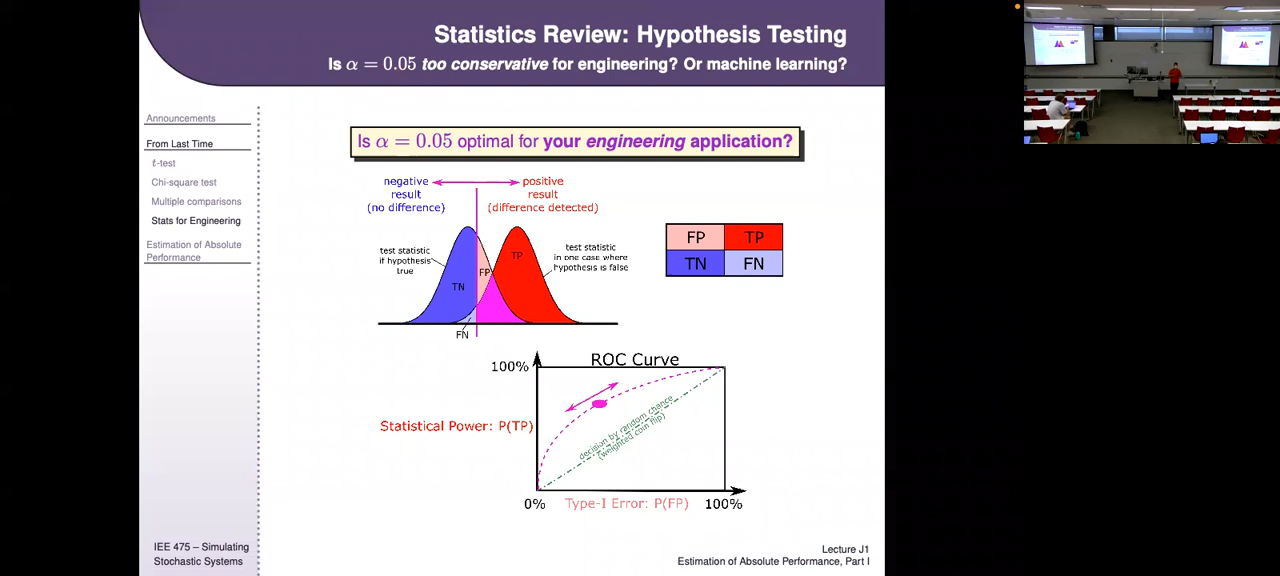 Statistics Review: Hypothesis Testing
Is α = 0.05 too conservative for engineering? Or machine learning?
Announcements
From Last Time
t-test
Chi-square test
Multiple comparisons
Stats for Engineering
Estimation of Absolute
Performance
Is α = 0.05 optimal for your engineering application?
negative
result
(no difference)
positive
result
(difference detected)
test statistic
if hypothesis
true
test statistic
in one case where
hypothesis is false
TN
FP
TP
FN
FP TP
TN FN
ROC Curve
100%
Statistical Power: P(TP)
decision by random chance
(weighted coin flip)
0%
Type-I Error: P(FP)
100%
IEE 475 – Simulating
Stochastic Systems
Lecture J1
Estimation of Absolute Performance, Part I